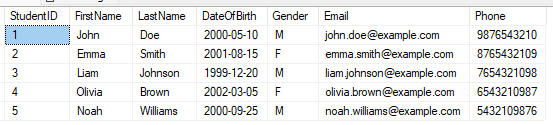 StudentID FirstName LastName DateOfBirth Gender Email Phone
1 John Doe 2000-05-10 M john.doe@example.com 9876543210
2 Emma Smith 2001-08-15 F emma.smith@example.com 8765432109
3 Liam Johnson 1999-12-20 M liam.johnson@example.com 7654321098
4 Olivia Brown 2002-03-05 F olivia.brown@example.com 6543210987
5 Noah Williams 2000-09-25 M noah.williams@example.com 5432109876